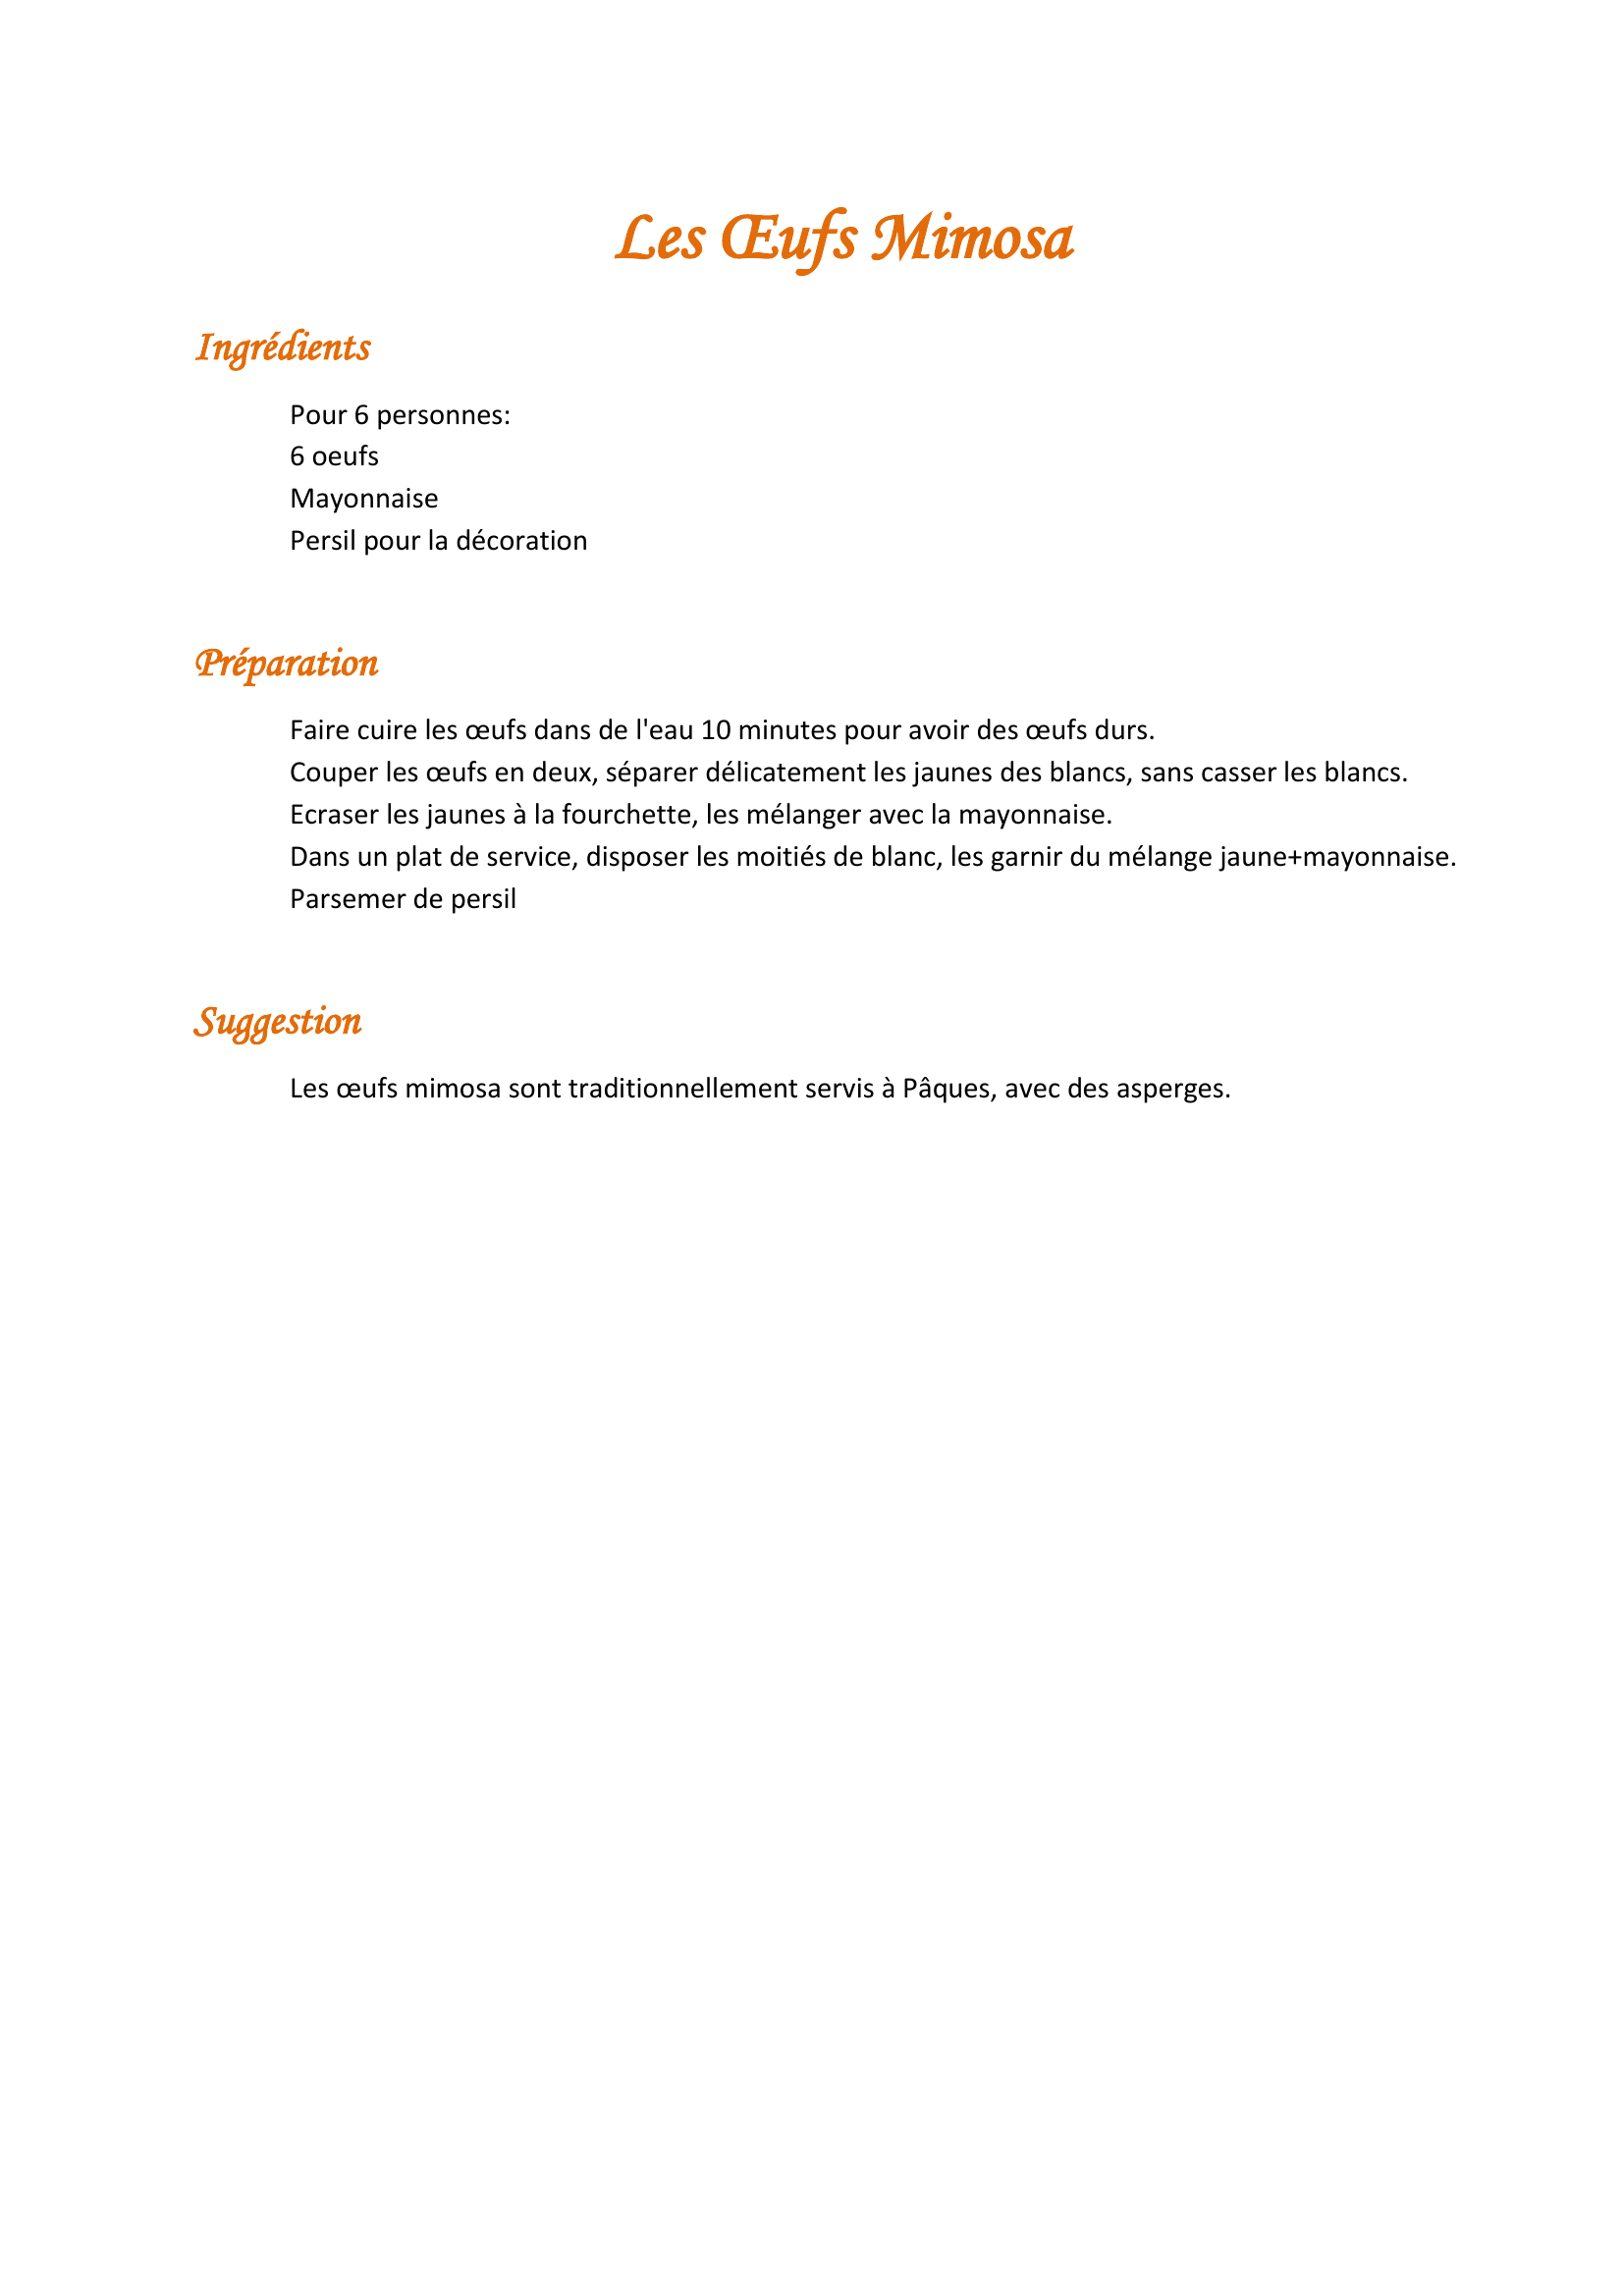 Les Œufs Mimosa
Ingrédients
Pour 6 personnes:
6 oeufs
Mayonnaise
Persil pour la décoration
Préparation
Faire cuire les œufs dans de l'eau 10 minutes pour avoir des œufs durs.
Couper les œufs en deux, séparer délicatement les jaunes des blancs, sans casser les blancs.
Ecraser les jaunes à la fourchette, les mélanger avec la mayonnaise.
Dans un plat de service, disposer les moitiés de blanc, les garnir du mélange jaune+mayonnaise.
Parsemer de persil
Suggestion
Les œufs mimosa sont traditionnellement servis à Pâques, avec des asperges.